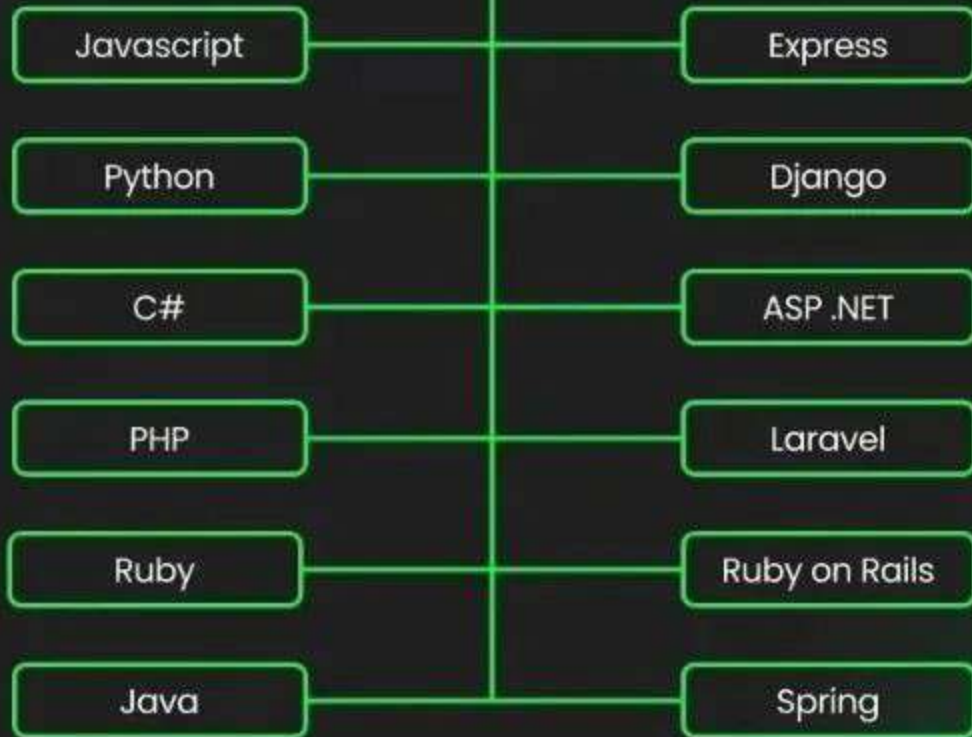 Javascript
Express
Python
Django
C#
ASP .NET
PHP
Laravel
Ruby
Ruby on Rails
Java
Spring